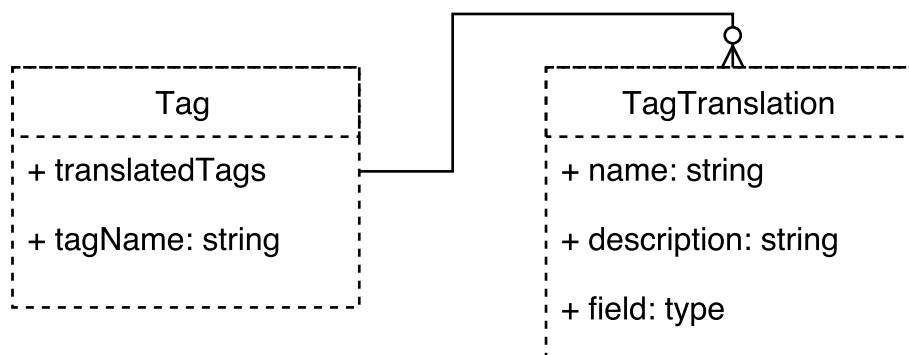 Tag
+ translatedTags
+ tagName: string
TagTranslation
+ name: string
+ description: string
+ field: type